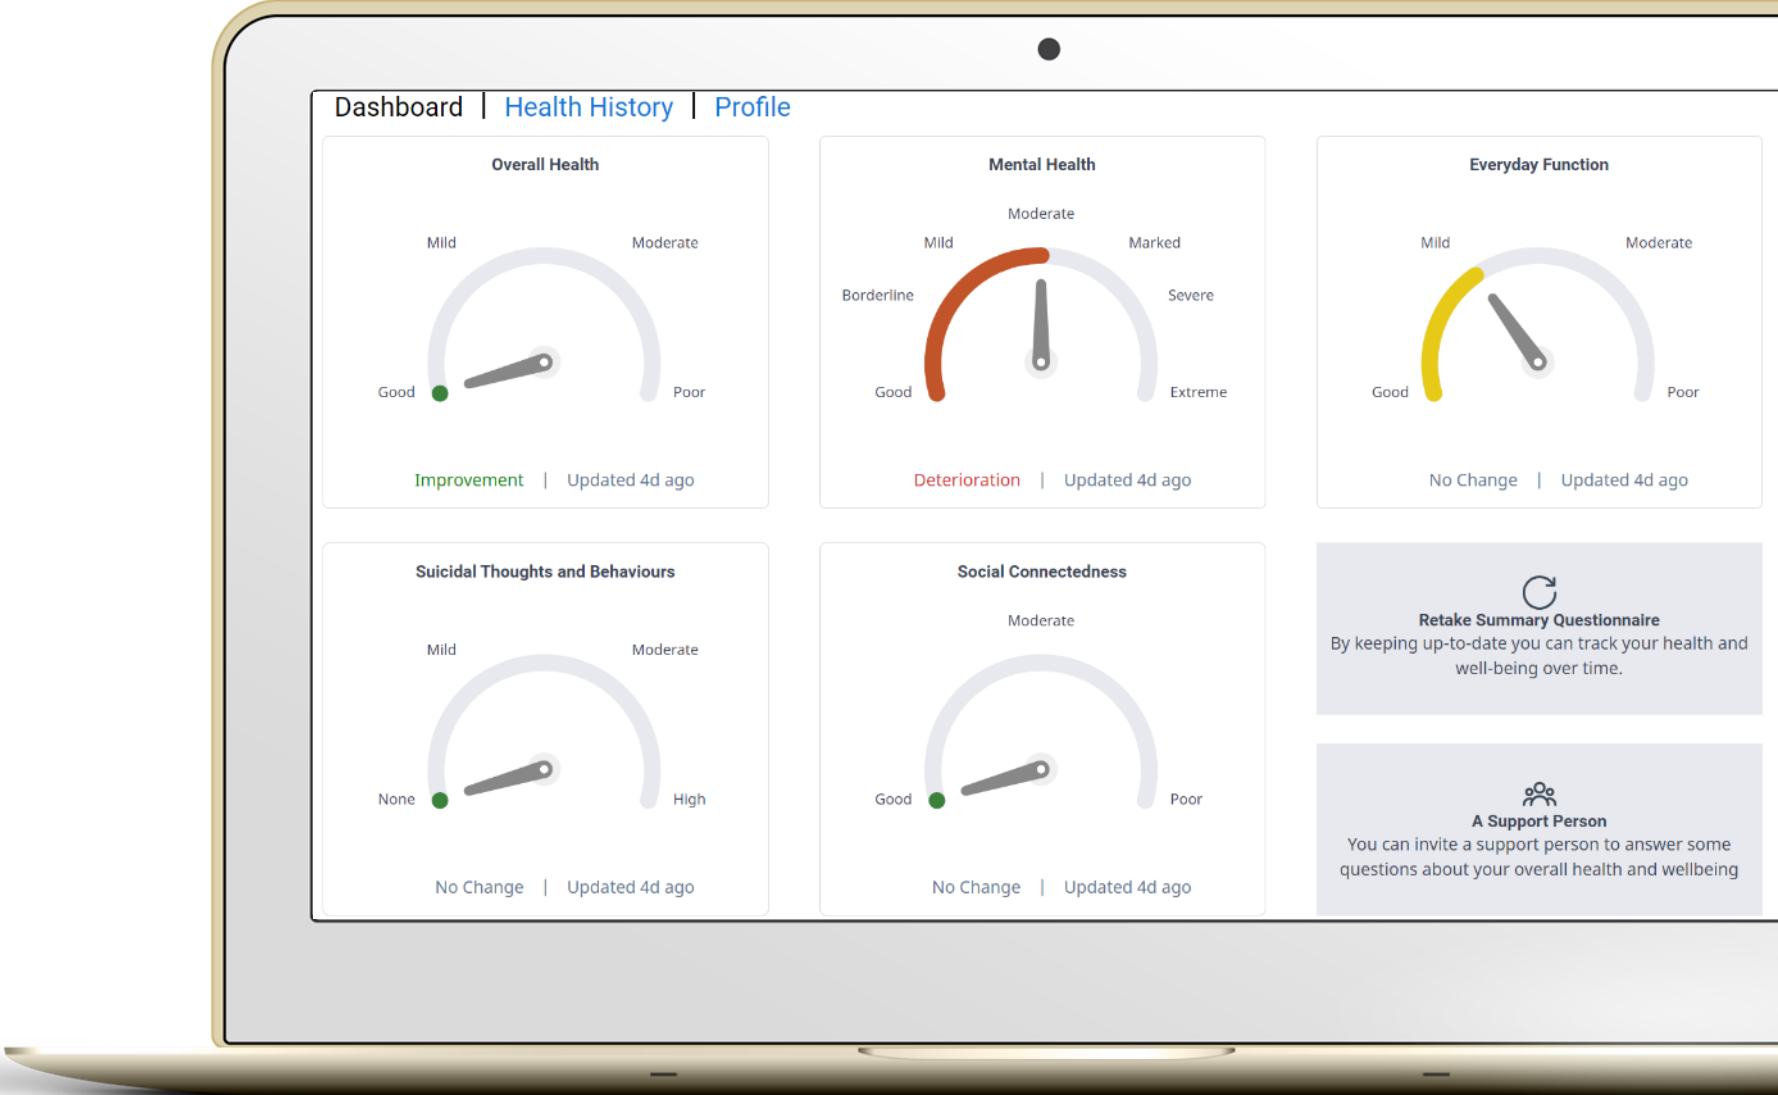 Dashboard | Health History | Profile
Overall Health
Mild
Moderate
Good
Poor
Improvement | Updated 4d ago
Mental Health
Moderate
Mild
Marked
Borderline
Severe
Good
Extreme
Deterioration | Updated 4d ago
Everyday Function
Mild
Moderate
Good
Poor
No Change | Updated 4d ago
Suicidal Thoughts and Behaviours
Mild
Moderate
None
High
No Change | Updated 4d ago
Social Connectedness
Moderate
Good
Poor
No Change | Updated 4d ago
Retake Summary Questionnaire
By keeping up-to-date you can track your health and
well-being over time.
A Support Person
You can invite a support person to answer some
questions about your overall health and wellbeing